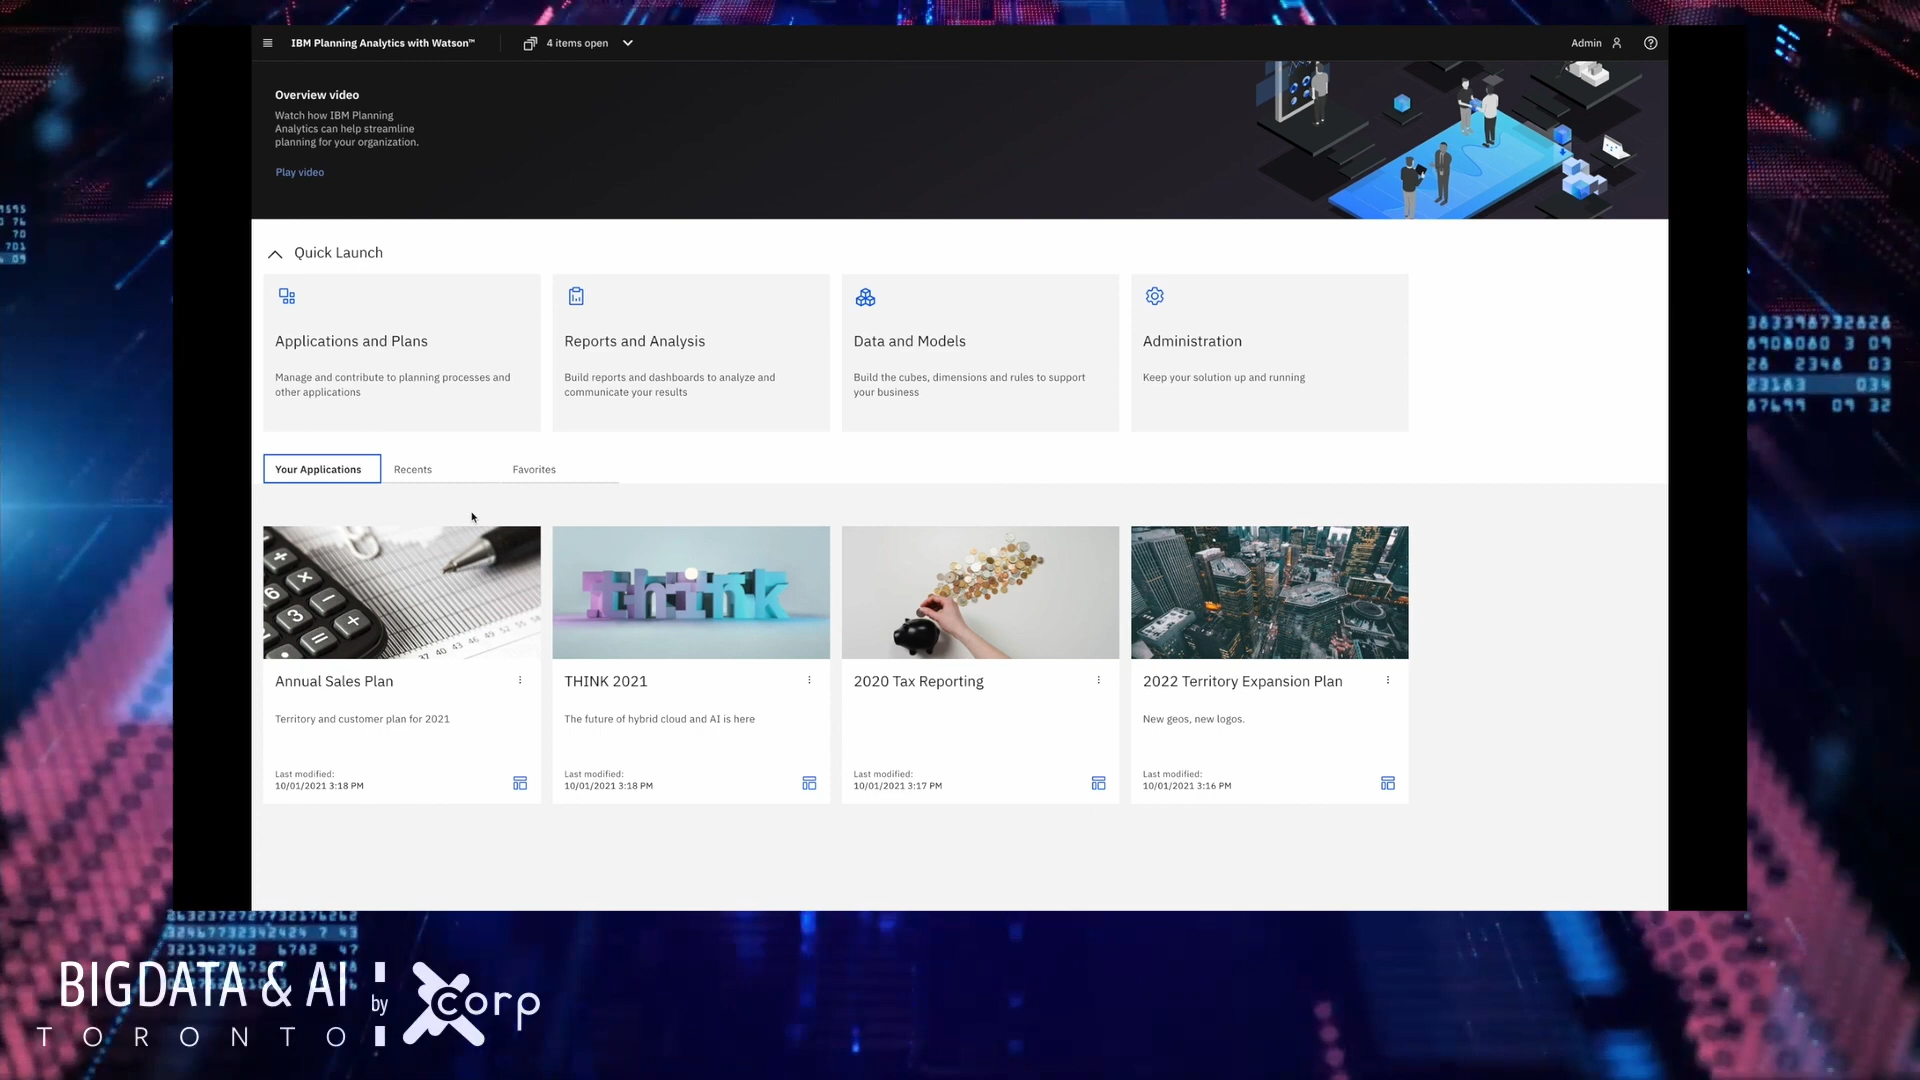 IBM Planning Analytics with Watson™
4 items open
Admin
Overview video
Watch how IBM Planning
Analytics can help streamline
planning for your organization.
Play video
Quick Launch
Applications and Plans
Manage and contribute to planning processes and
other applications
Reports and Analysis
Build reports and dashboards to analyze and
communicate your results
Data and Models
Build the cubes, dimensions and rules to support
your business
Administration
Keep your solution up and running
Your Applications
Recents
Favorites
think
Annual Sales Plan
Territory and customer plan for 2021
Last modified:
10/01/2021 3:18 PM
THINK 2021
The future of hybrid cloud and AI is here
Last modified:
10/01/2021 3:18 PM
2020 Tax Reporting
Last modified:
10/01/2021 3:17 PM
2022 Territory Expansion Plan
New geos, new logos.
Last modified:
10/01/2021 3:16 PM
BIGDATA & AI
TORONTO
by
corp